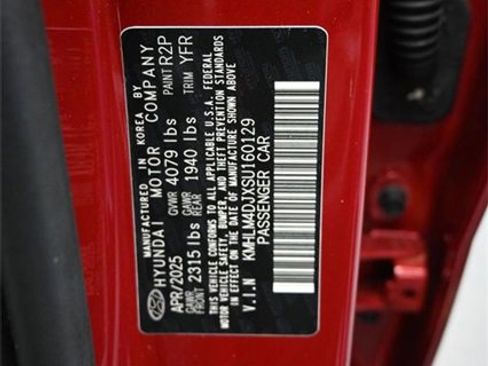 MANUFACTURED IN KOREA BY
HYUNDAI MOTOR COMPANY
APR/2025 GVWR 4079 lbs PAINT R2P
GAWR FRONT 2315 lbs GAWR REAR 1940 lbs TRIM YFR
THIS VEHICLE CONFORMS TO ALL APPLICABLE U.S.A. FEDERAL
MOTOR VEHICLE SAFETY, BUMPER, AND THEFT PREVENTION STANDARDS
IN EFFECT ON THE DATE OF MANUFACTURE SHOWN ABOVE
V.I.N KMHLM4DJXSU160129
PASSENGER CAR